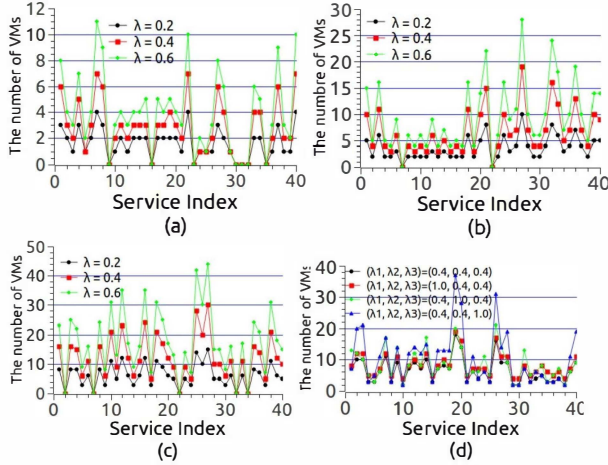 The number of VMs
12
10
8
6
4
2
0
λ = 0.2
λ = 0.4
λ = 0.6
0 10 20 30 40
Service Index
(a)
The numbre of VMs
30
25
20
15
10
5
0
λ = 0.2
λ = 0.4
λ = 0.6
0 10 20 30 40
Service Index
(b)
The number of VMs
50
40
30
20
10
0
λ = 0.2
λ = 0.4
λ = 0.6
0 10 20 30 40
Service Index
(c)
The number of VMs
40
30
20
10
0
(λ1, λ2, λ3)=(0.4, 0.4, 0.4)
(λ1, λ2, λ3)=(1.0, 0.4, 0.4)
(λ1, λ2, λ3)=(0.4, 1.0, 0.4)
(λ1, λ2, λ3)=(0.4, 0.4, 1.0)
0 10 20 30 40
Service Index
(d)